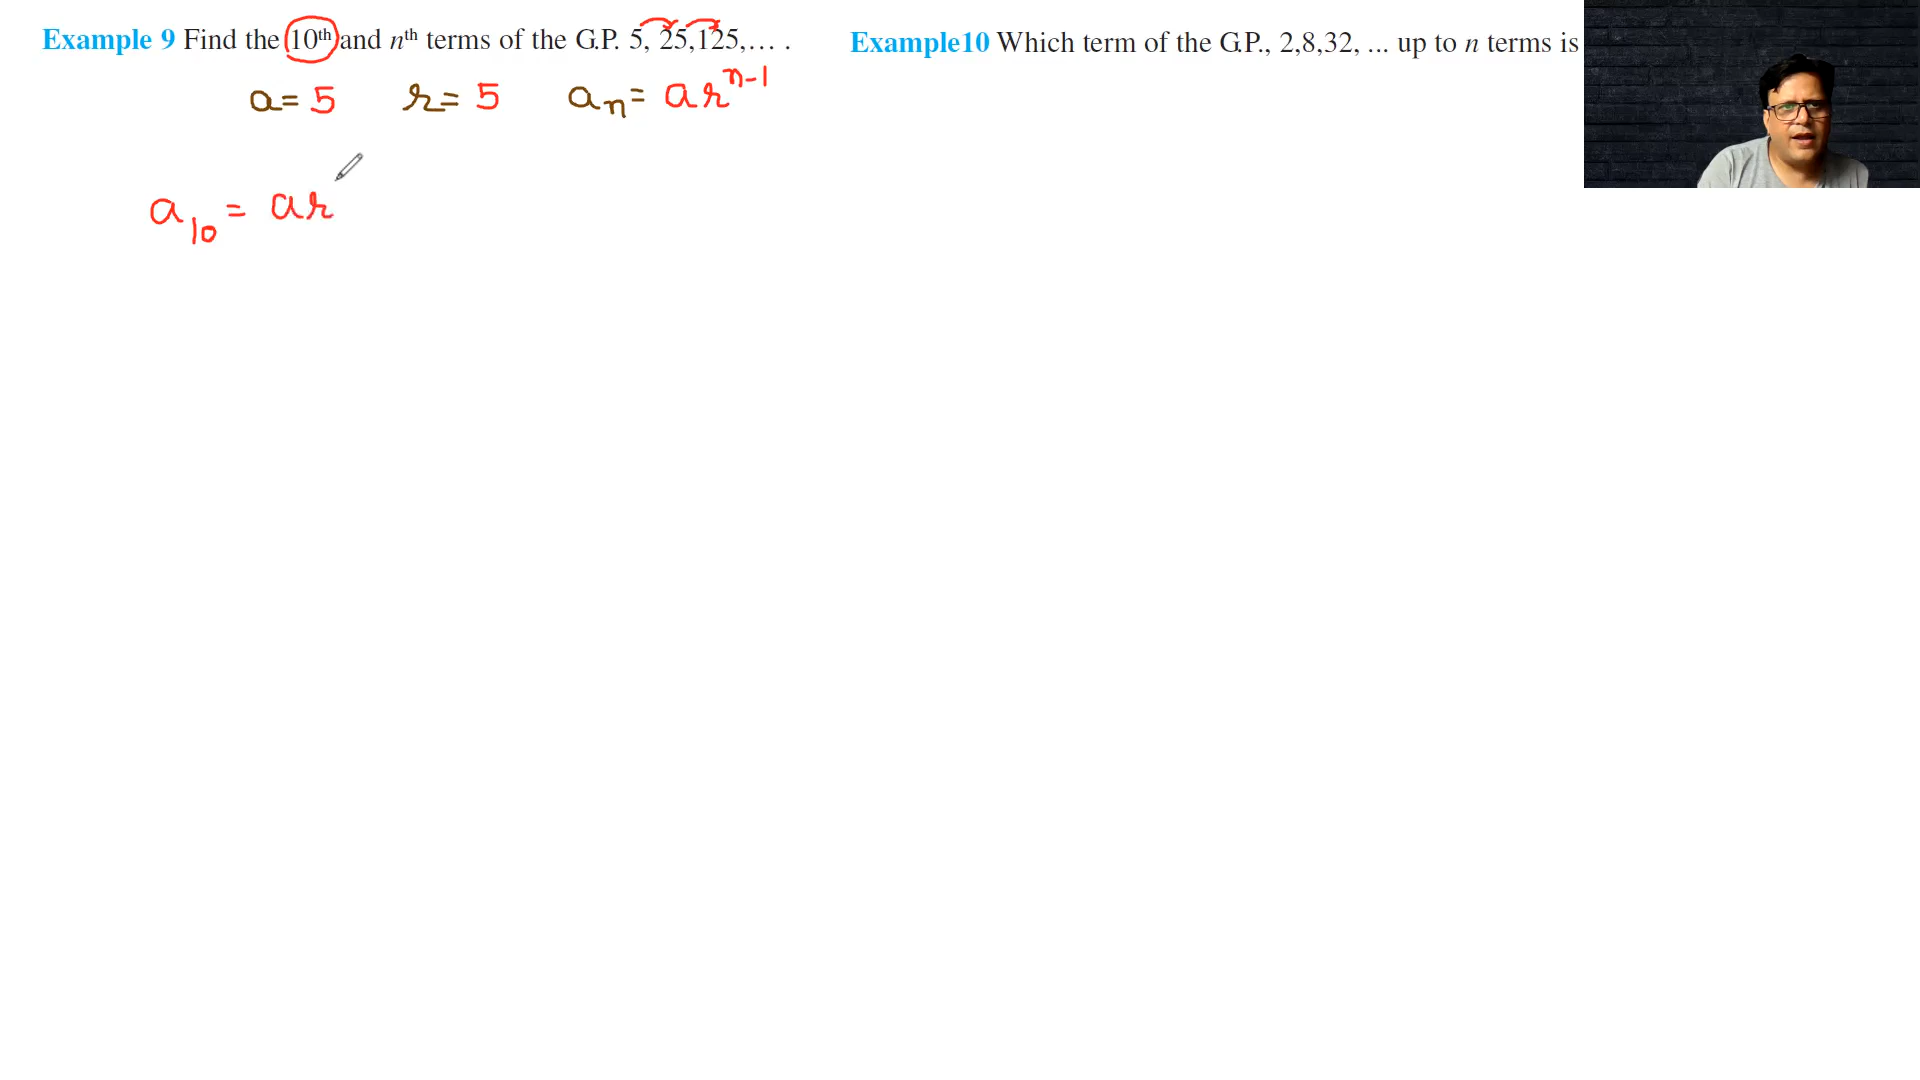 Example 9 Find the 10th and nth terms of the G.P. 5, 25,125,... .
a = 5 r = 5 aₙ = arⁿ⁻¹
a₁₀ = ar
Example10 Which term of the G.P., 2,8,32, ... up to n terms is